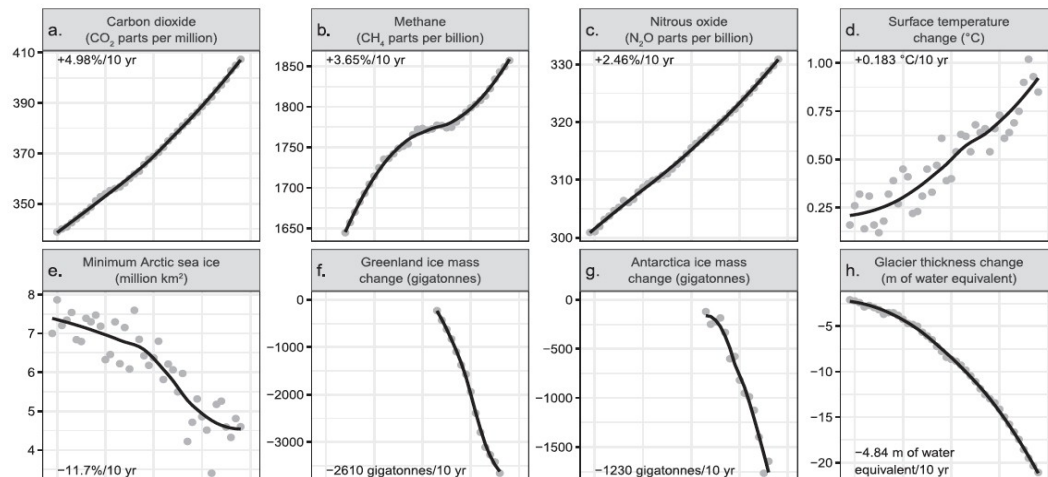 a. Carbon dioxide
(CO2 parts per million)
+4.98%/10 yr
410
390
370
350
b. Methane
(CH4 parts per billion)
+3.65%/10 yr
1850
1800
1750
1700
1650
c. Nitrous oxide
(N2O parts per billion)
+2.46%/10 yr
330
320
310
300
d. Surface temperature
change (°C)
+0.183 °C/10 yr
1.00
0.75
0.50
0.25
e. Minimum Arctic sea ice
(million km²)
8
7
6
5
4
−11.7%/10 yr
f. Greenland ice mass
change (gigatonnes)
0
−1000
−2000
−3000
−2610 gigatonnes/10 yr
g. Antarctica ice mass
change (gigatonnes)
0
−500
−1000
−1500
−1230 gigatonnes/10 yr
h. Glacier thickness change
(m of water equivalent)
−5
−10
−15
−20
−4.84 m of water
equivalent/10 yr